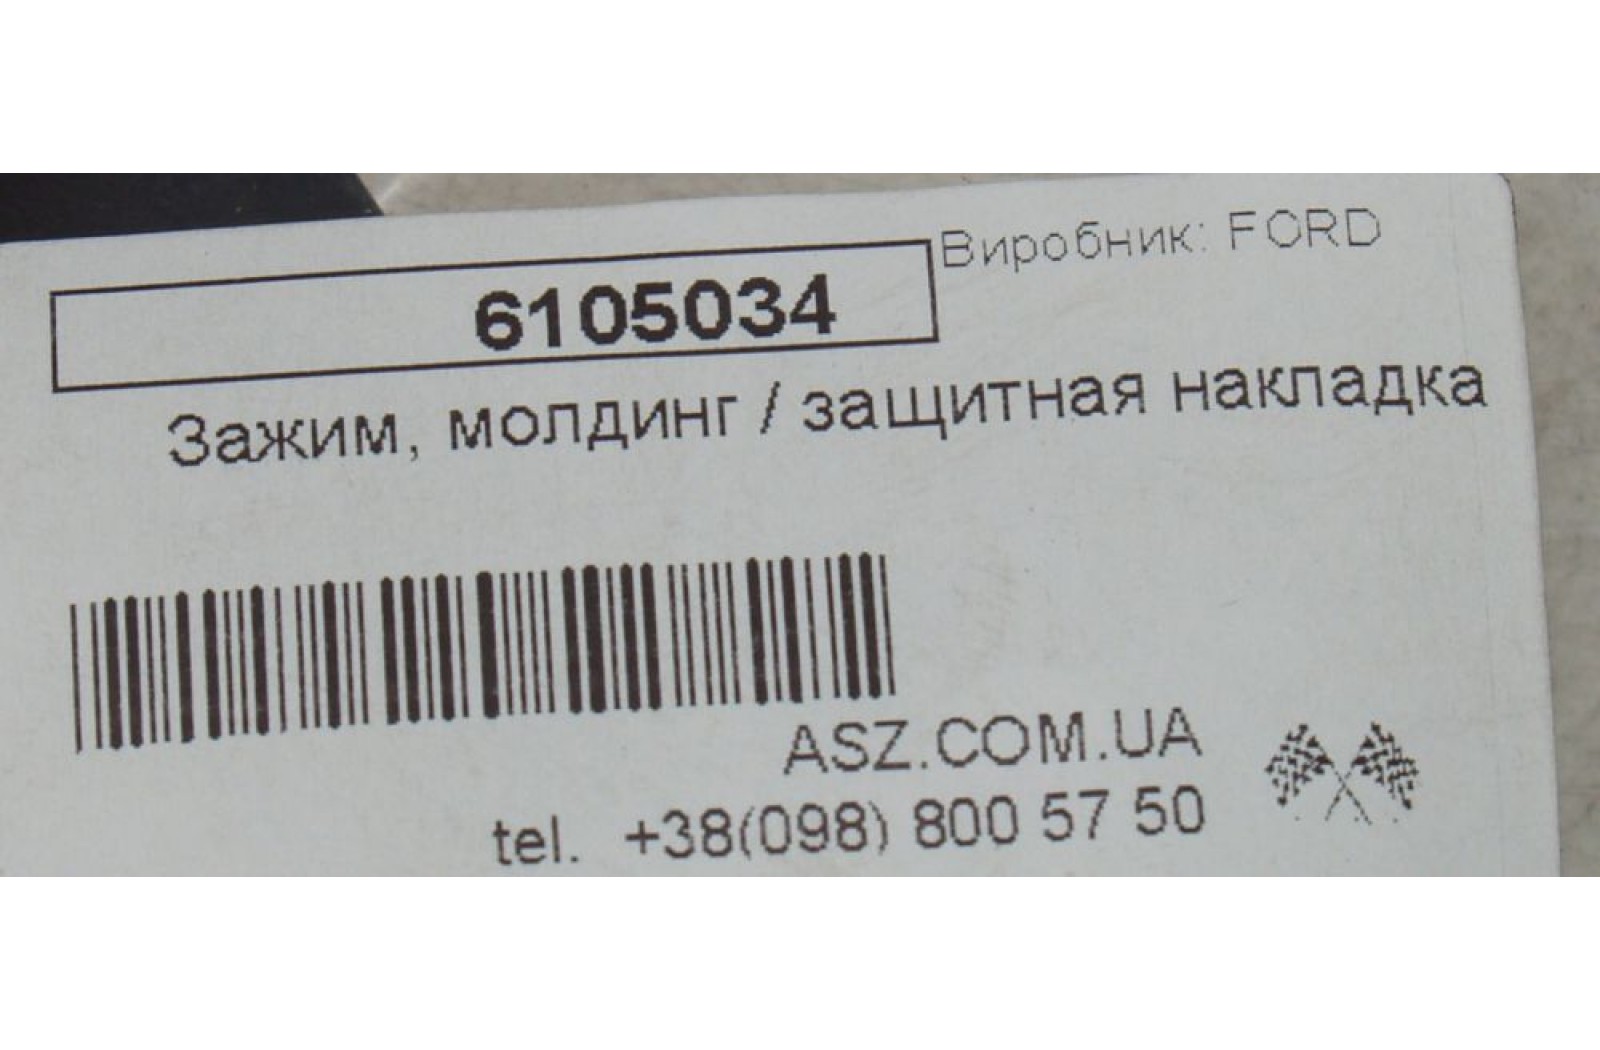 Виробник: FORD
6105034
Зажим, молдинг / защитная накладка
ASZ.COM.UA
tel. +38(098) 800 57 50